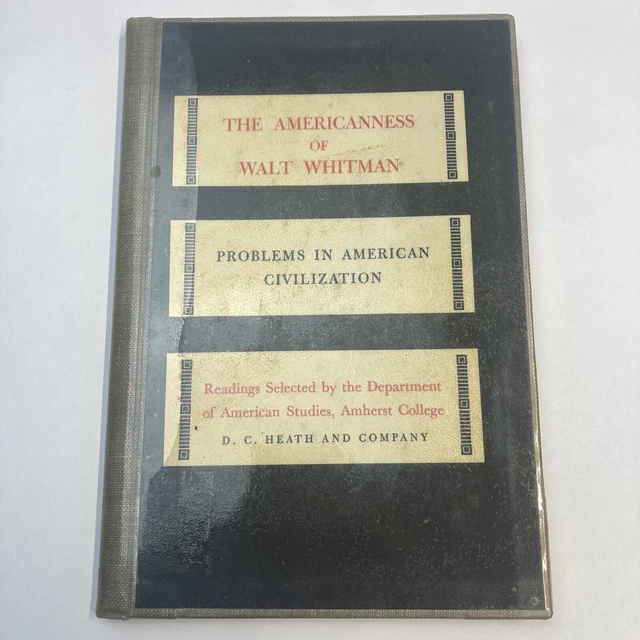 THE AMERICANNESS
OF
WALT WHITMAN
PROBLEMS IN AMERICAN
CIVILIZATION
Readings Selected by the Department
of American Studies, Amherst College
D. C. HEATH AND COMPANY